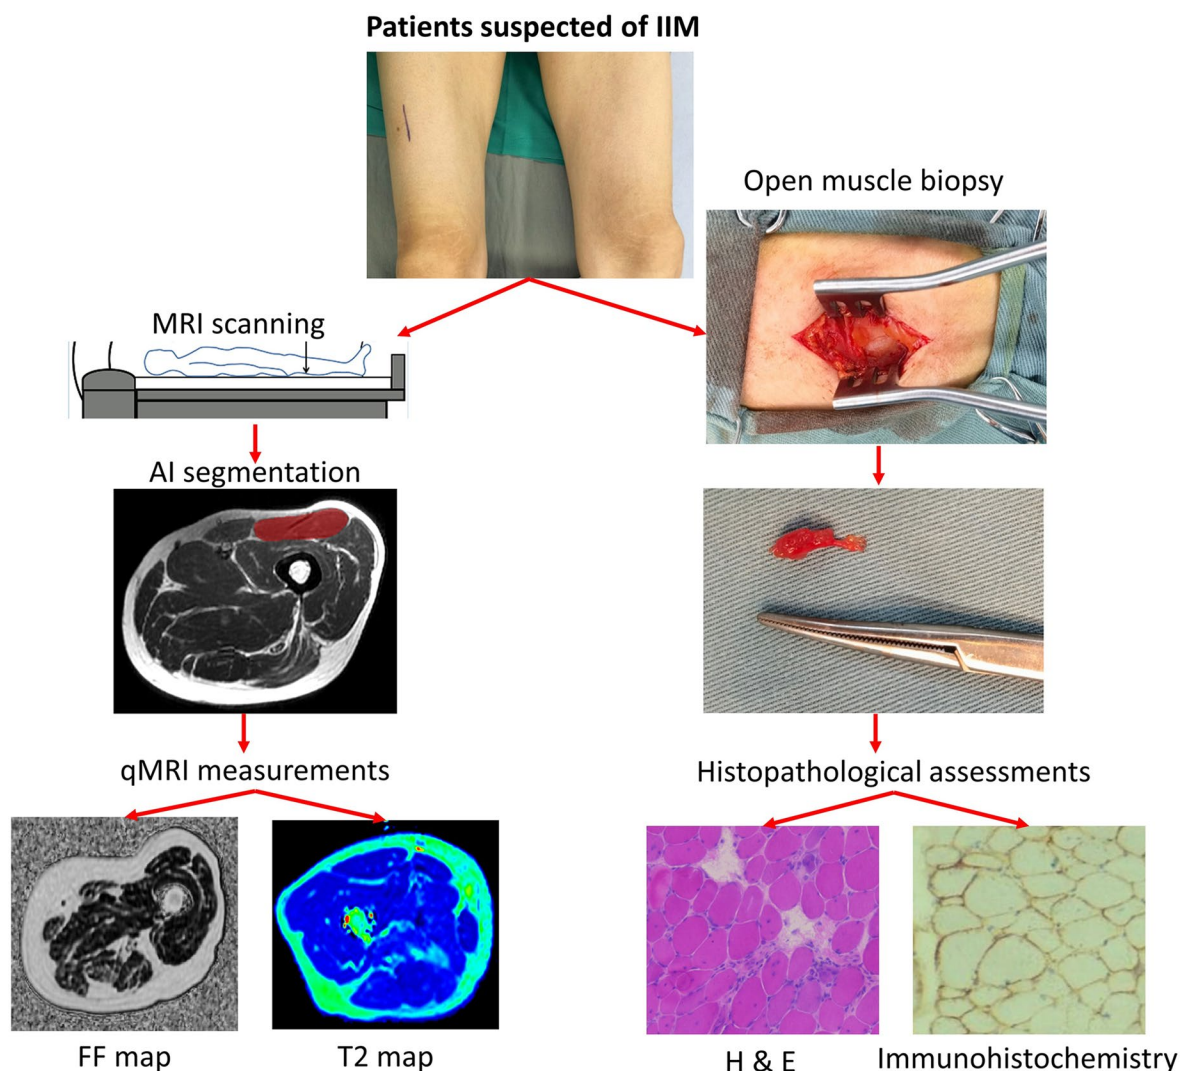 Patients suspected of IIM
Open muscle biopsy
MRI scanning
AI segmentation
qMRI measurements
Histopathological assessments
FF map
T2 map
H & E
Immunohistochemistry